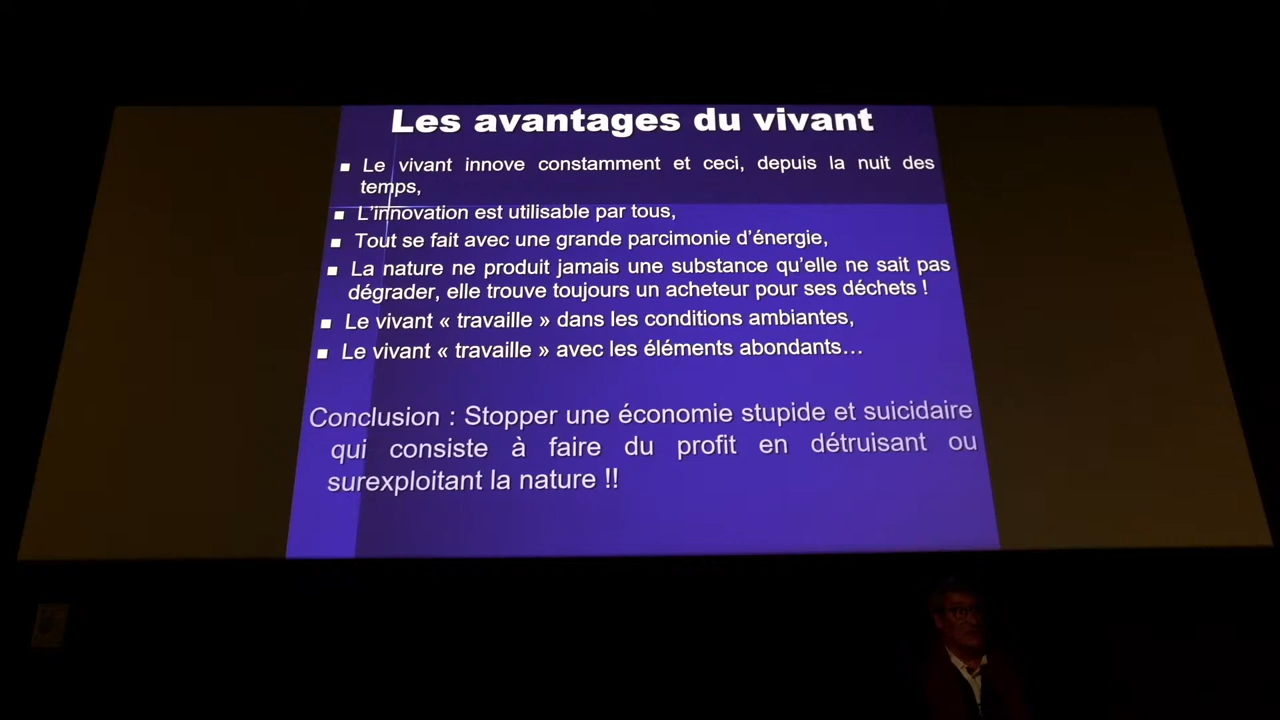 Les avantages du vivant
▪ Le vivant innove constamment et ceci, depuis la nuit des
temps,
▪ L'innovation est utilisable par tous,
▪ Tout se fait avec une grande parcimonie d'énergie,
▪ La nature ne produit jamais une substance qu'elle ne sait pas
dégrader, elle trouve toujours un acheteur pour ses déchets !
▪ Le vivant « travaille » dans les conditions ambiantes,
▪ Le vivant « travaille » avec les éléments abondants…
Conclusion : Stopper une économie stupide et suicidaire
qui consiste à faire du profit en détruisant ou
surexploitant la nature !!